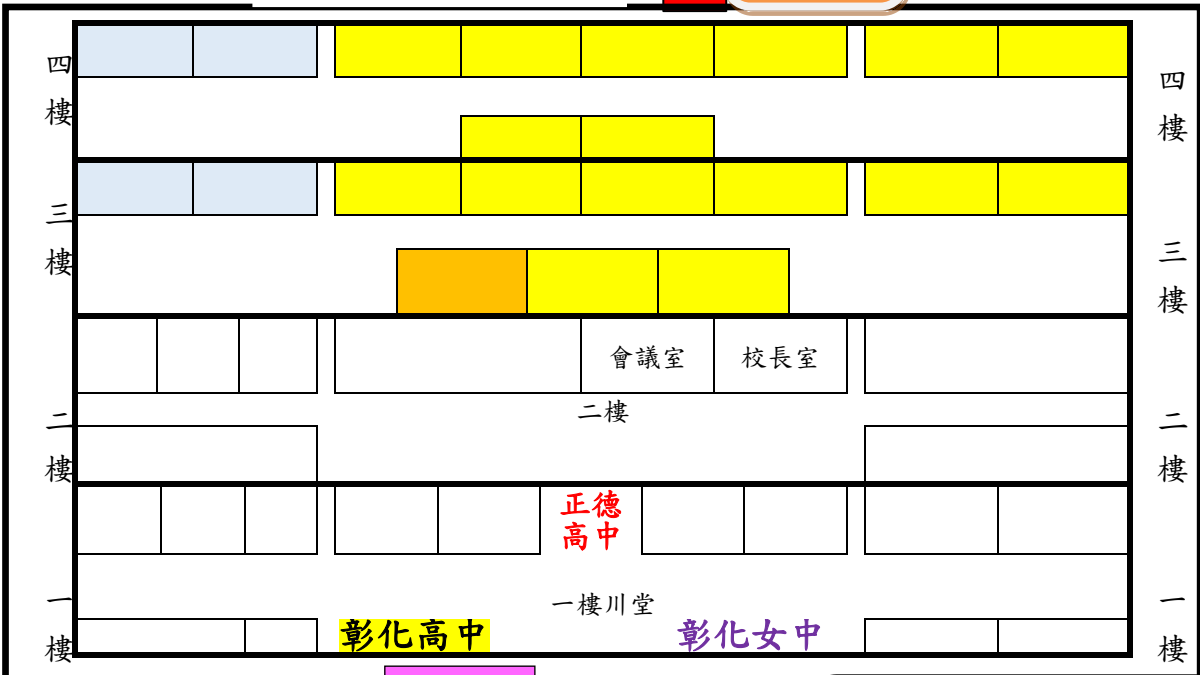 四樓
四樓
三樓
三樓
會議室
校長室
二樓
二樓
二樓
正德
高中
一樓川堂
一樓
一樓
彰化高中
彰化女中